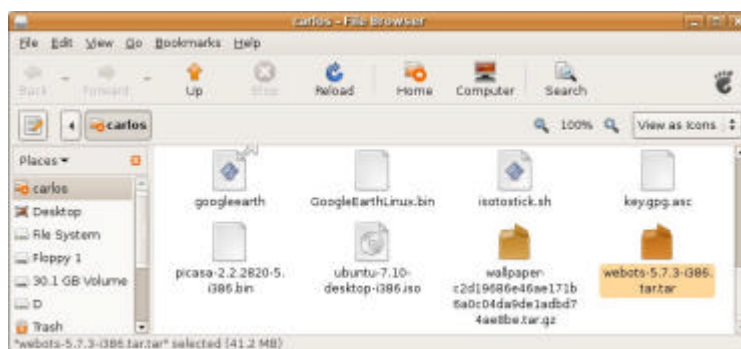 carlos - File Browser
File Edit View Go Bookmarks Help
Back Forward Up Stop Reload Home Computer Search
carlos 100% View as Icons
Places
carlos
Desktop
File System
Floppy 1
30.1 GB Volume
D
Trash
googleearth GoogleEarthLinux.bin isotostick.sh key.gpg.asc
picasa-2.2.2820-5. ubuntu-7.10- wallpaper- webots-5.7.3-i386.
i386.bin desktop-i386.iso c2d19686e46ae171b tar.tar
6a0c04da9de1adbd7
4ae8be.tar.gz
"webots-5.7.3-i386.tar.tar" selected (41.2 MB)